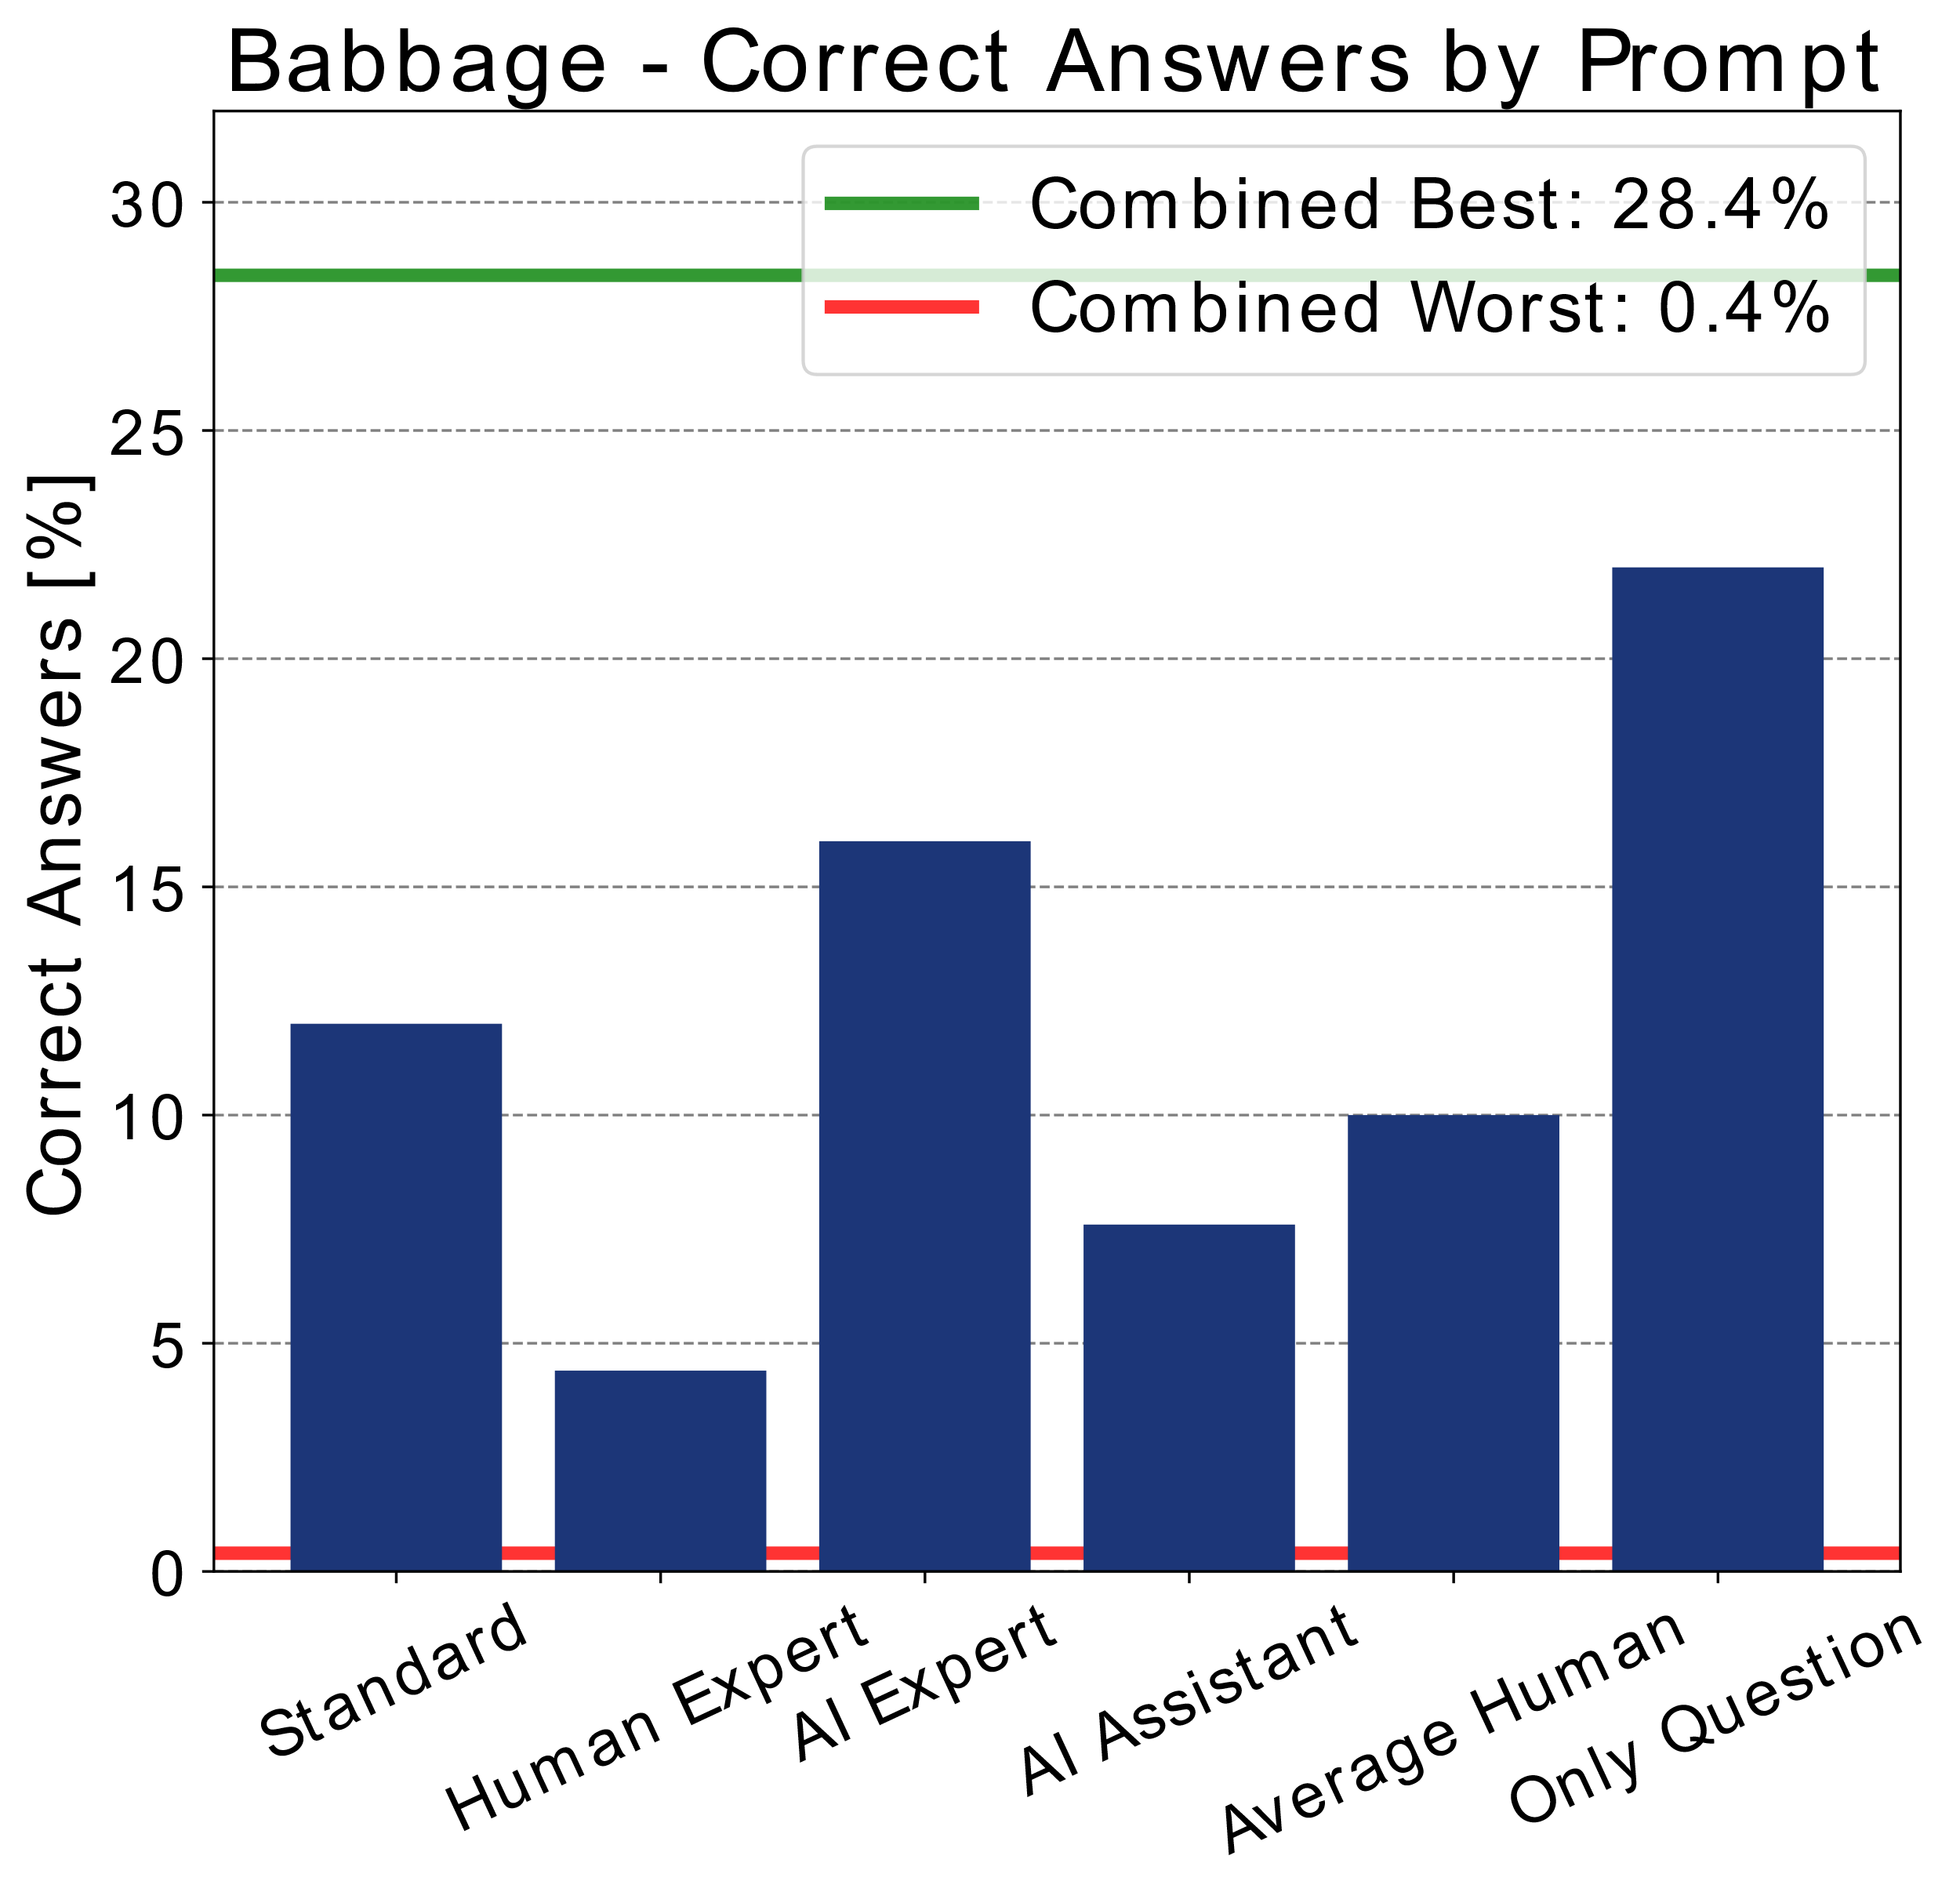 Babbage - Correct Answers by Prompt
Combined Best: 28.4%
Combined Worst: 0.4%
Correct Answers [%]
30
25
20
15
10
5
0
Standard
Human Expert
AI Expert
AI Assistant
Average Human
Only Question